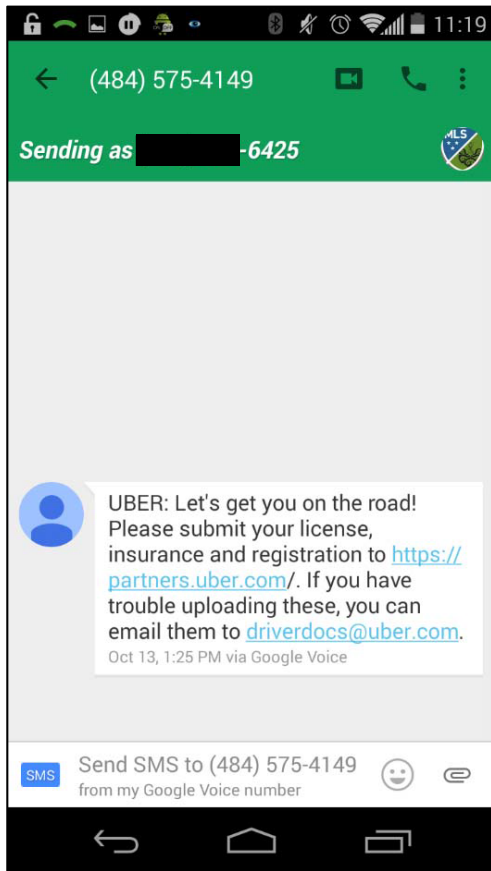 11:19
(484) 575-4149
Sending as -6425
MLS
UBER: Let's get you on the road!
Please submit your license,
insurance and registration to https://
partners.uber.com/. If you have
trouble uploading these, you can
email them to driverdocs@uber.com.
Oct 13, 1:25 PM via Google Voice
SMS
Send SMS to (484) 575-4149
from my Google Voice number